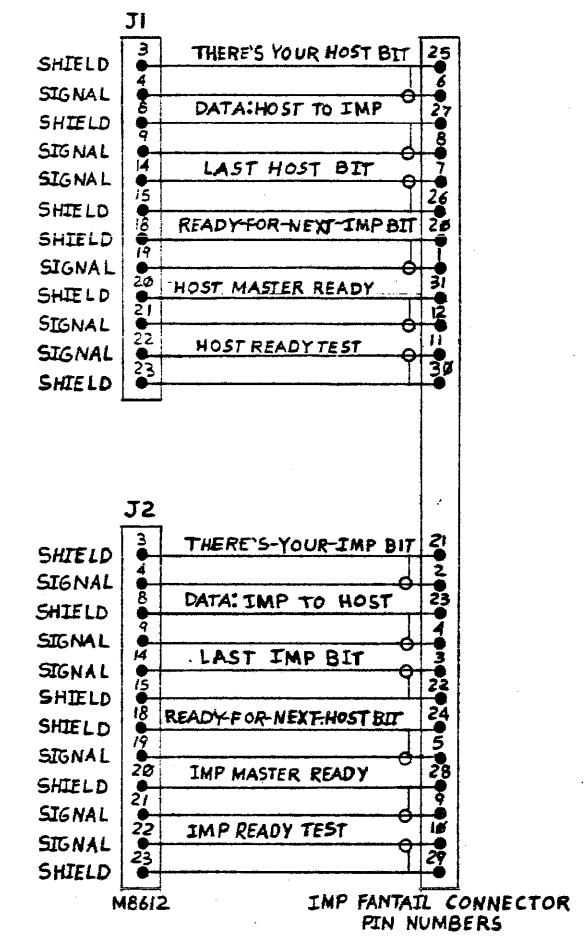 J1
3 THERE'S YOUR HOST BIT 25
SHIELD
4 6
SIGNAL
8 DATA:HOST TO IMP 27
SHIELD
9 8
SIGNAL
14 LAST HOST BIT 7
SIGNAL
15 26
SHIELD
18 READY-FOR-NEXT-IMP BIT 20
SHIELD
19 1
SIGNAL
20 HOST MASTER READY 31
SHIELD
21 12
SIGNAL
22 HOST READY TEST 11
SIGNAL
23 30
SHIELD
J2
3 THERE'S-YOUR-IMP BIT 21
SHIELD
4 2
SIGNAL
8 DATA: IMP TO HOST 23
SHIELD
9 4
SIGNAL
14 LAST IMP BIT 3
SIGNAL
15 22
SHIELD
18 READY-FOR-NEXT-HOST BIT 24
SHIELD
19 5
SIGNAL
20 IMP MASTER READY 28
SHIELD
21 9
SIGNAL
22 IMP READY TEST 10
SIGNAL
23 29
SHIELD
M8612 IMP FANTAIL CONNECTOR
PIN NUMBERS